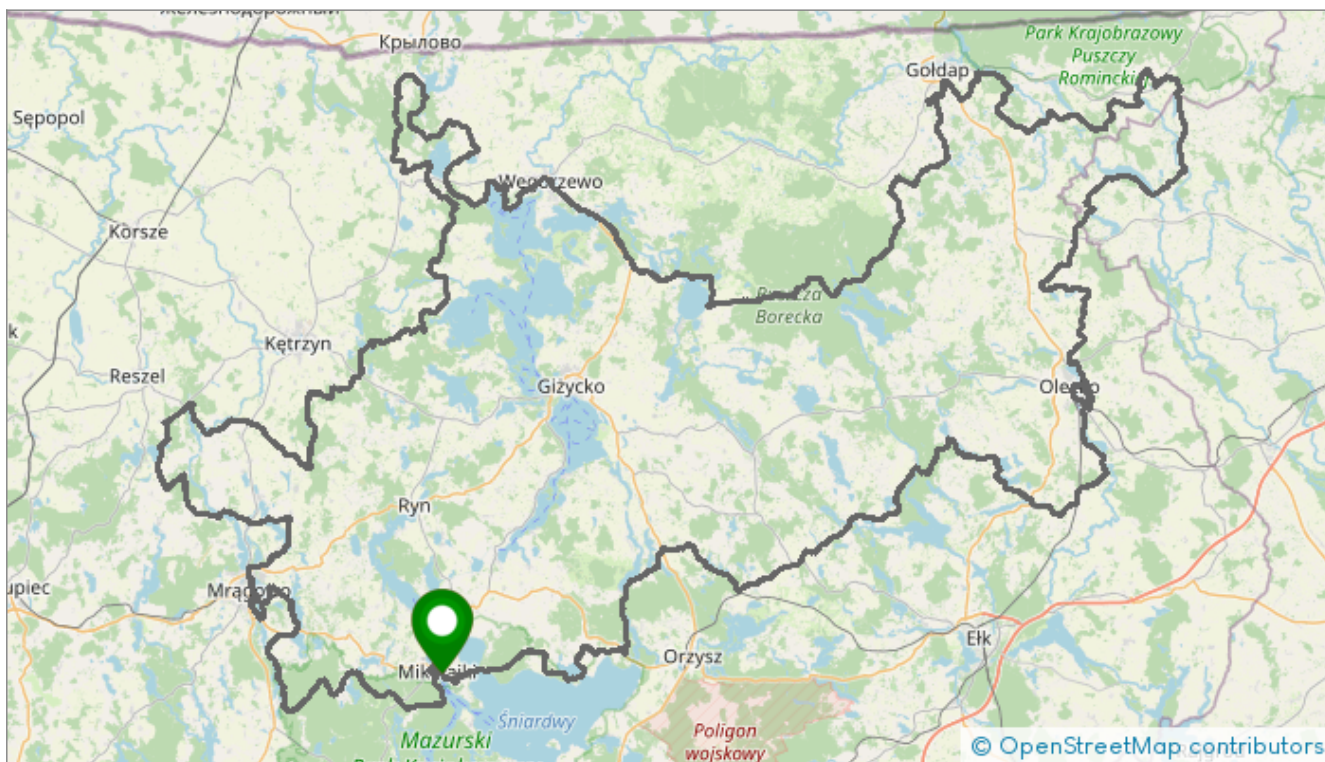 Крылово
Park Krajobrazowy
Puszczy
Rominckiej
Gołdap
Sępopol
Węgorzewo
Korsze
Puszcza
Borecka
Kętrzyn
Reszel
Giżycko
Olecko
Ryn
Mrągowo
Ełk
Orzysz
Mikołajki
Śniardwy
Mazurski
Poligon
wojskowy
© OpenStreetMap contributors